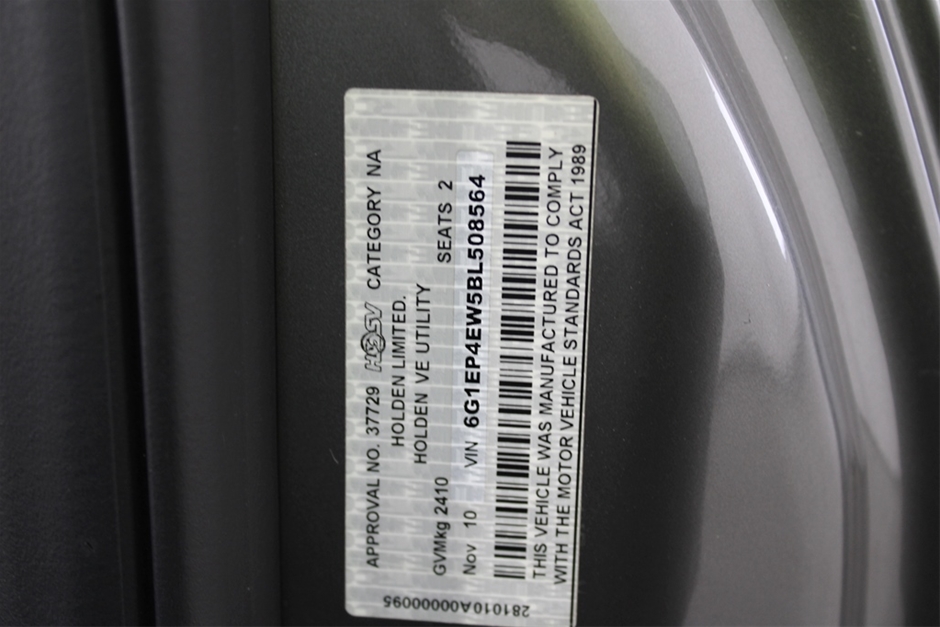 APPROVAL NO. 37729 HSV CATEGORY NA
HOLDEN LIMITED.
HOLDEN VE UTILITY
GVMkg 2410 SEATS 2
Nov 10 VIN 6G1EP4EW5BL508564
THIS VEHICLE WAS MANUFACTURED TO COMPLY
WITH THE MOTOR VEHICLE STANDARDS ACT 1989
281010A00000095